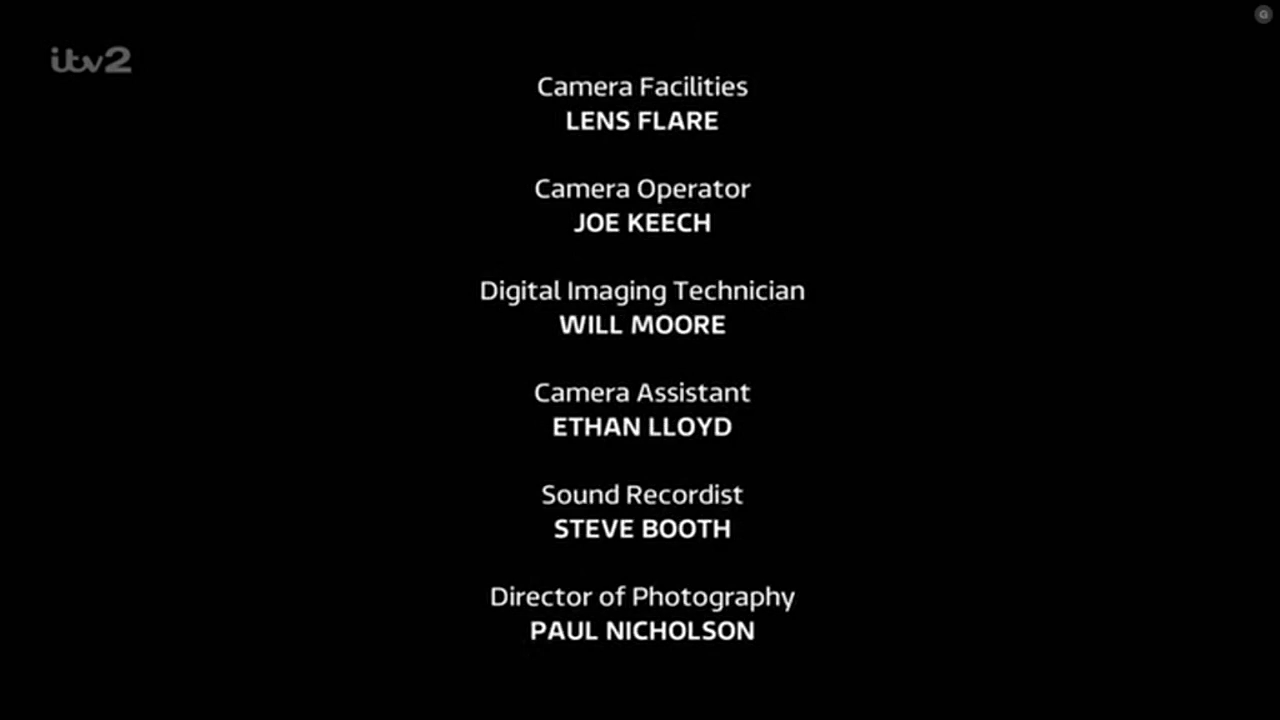 itv2
G
Camera Facilities
LENS FLARE
Camera Operator
JOE KEECH
Digital Imaging Technician
WILL MOORE
Camera Assistant
ETHAN LLOYD
Sound Recordist
STEVE BOOTH
Director of Photography
PAUL NICHOLSON